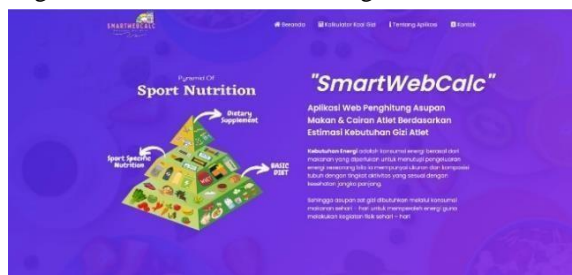 SMARTWEBCALC
Beranda Kalkulator Kcal Gizi Tentang Aplikasi Kontak
Pyramid Of
Sport Nutrition
Dietary
Supplement
Sport Specific
Nutrition
BASIC
DIET
"SmartWebCalc"
Aplikasi Web Penghitung Asupan
Makan & Cairan Atlet Berdasarkan
Estimasi Kebutuhan Gizi Atlet
Kebutuhan Energi adalah konsumsi energi berasal dari
makanan yang diperlukan untuk menutupi pengeluaran
energi seseorang bila ia mempunyai ukuran dan komposisi
tubuh dengan tingkat aktivitas yang sesuai dengan
kesehatan jangka panjang.
Sehingga asupan zat gizi dibutuhkan melalui konsumsi
makanan sehari - hari untuk memperoleh energi guna
melakukan kegiatan fisik sehari - hari